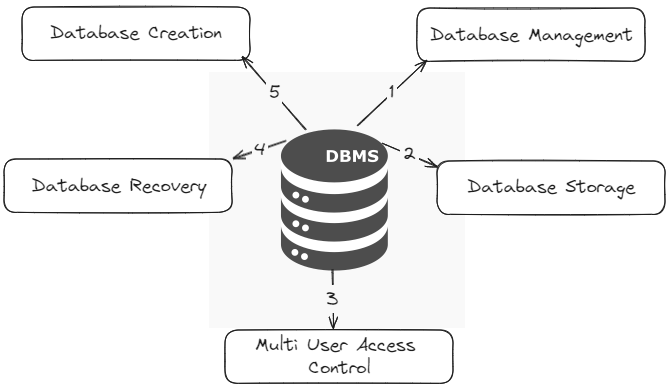 Database Creation
Database Management
5
1
4
DBMS
2
Database Recovery
Database Storage
3
Multi User Access
Control